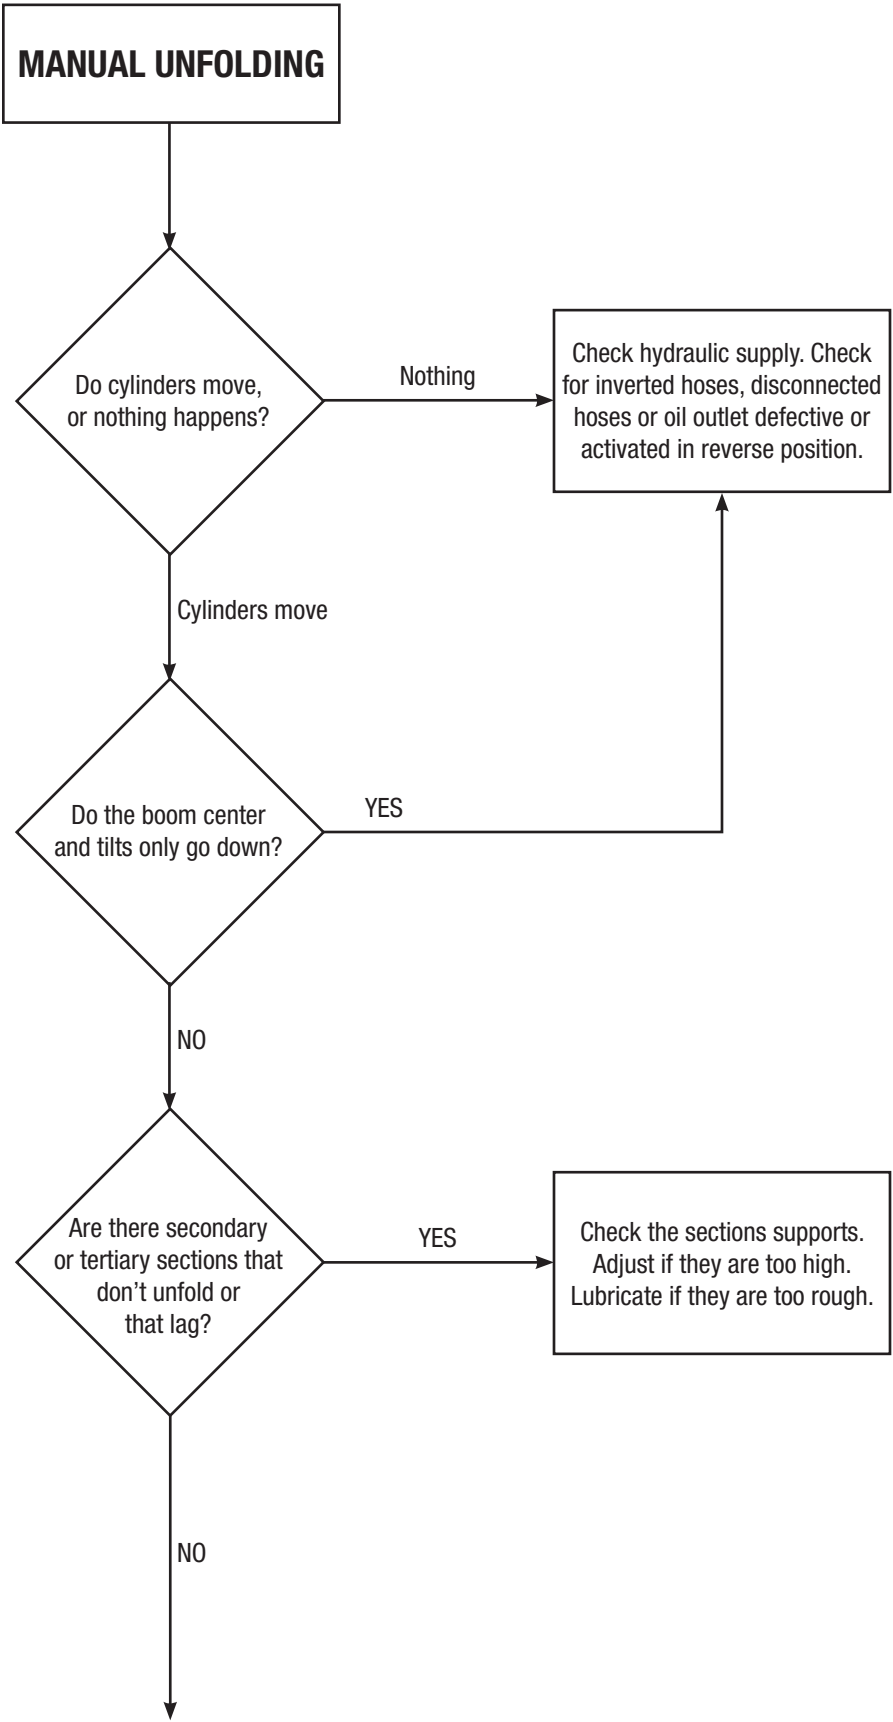 MANUAL UNFOLDING
Do cylinders move,
or nothing happens?
Nothing
Check hydraulic supply. Check
for inverted hoses, disconnected
hoses or oil outlet defective or
activated in reverse position.
Cylinders move
Do the boom center
and tilts only go down?
YES
NO
Are there secondary
or tertiary sections that
don’t unfold or
that lag?
YES
Check the sections supports.
Adjust if they are too high.
Lubricate if they are too rough.
NO